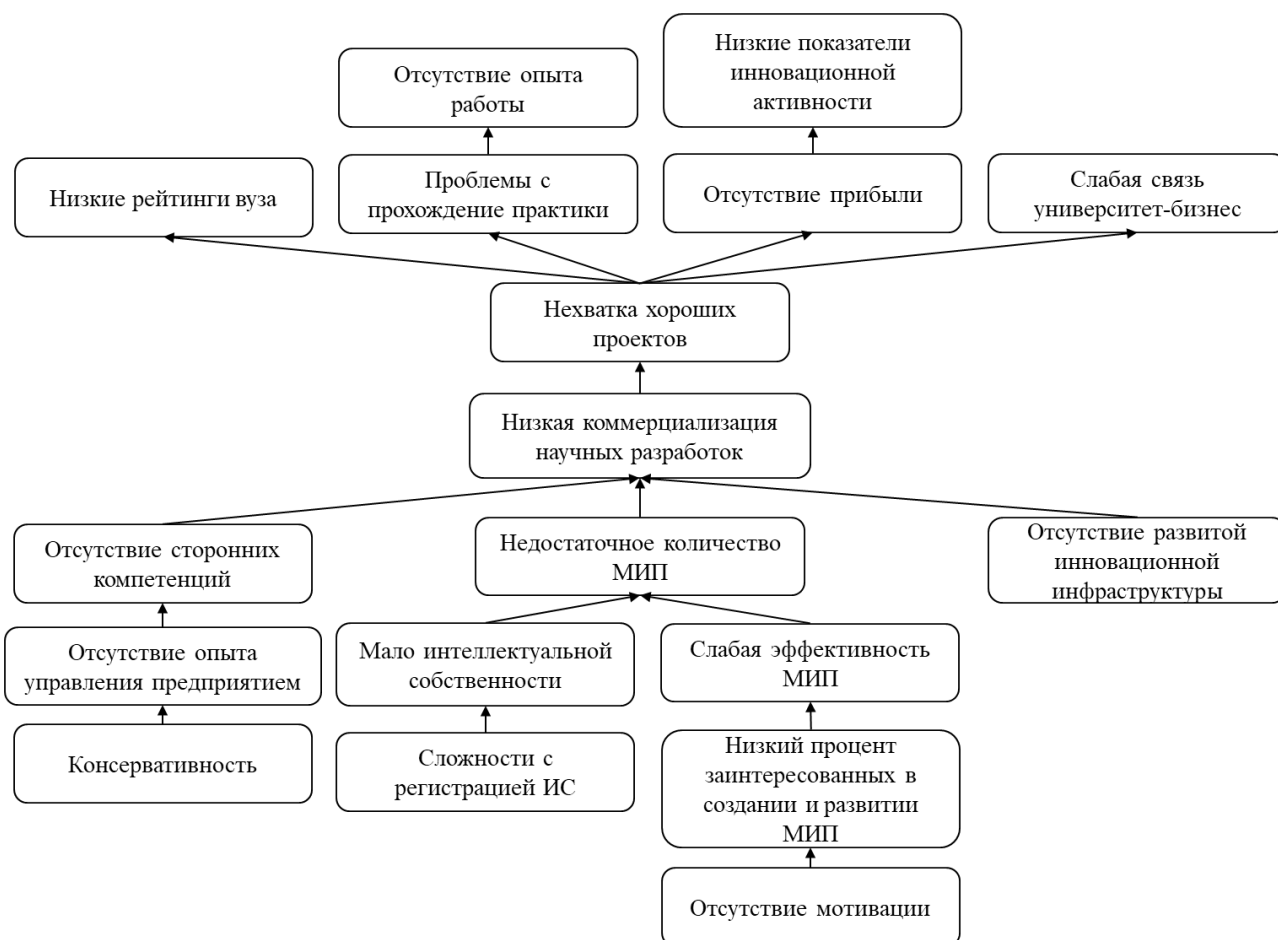 Низкие показатели
инновационной
активности
Отсутствие опыта
работы
Низкие рейтинги вуза
Проблемы с
прохождение практики
Отсутствие прибыли
Слабая связь
университет-бизнес
Нехватка хороших
проектов
Низкая коммерциализация
научных разработок
Отсутствие сторонних
компетенций
Недостаточное количество
МИП
Отсутствие развитой
инновационной
инфраструктуры
Отсутствие опыта
управления предприятием
Мало интеллектуальной
собственности
Слабая эффективность
МИП
Консервативность
Сложности с
регистрацией ИС
Низкий процент
заинтересованных в
создании и развитии
МИП
Отсутствие мотивации